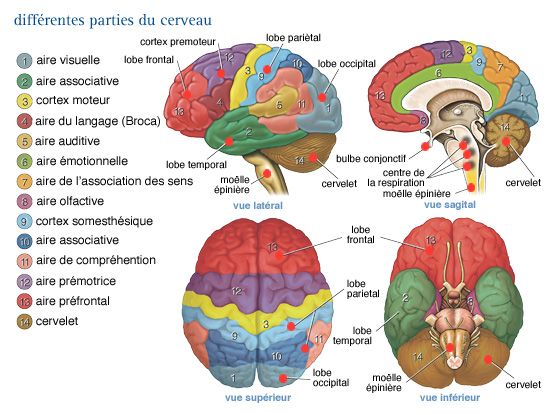 différentes parties du cerveau
1 aire visuelle
2 aire associative
3 cortex moteur
4 aire du langage (Broca)
5 aire auditive
6 aire émotionnelle
7 aire de l'association des sens
8 aire olfactive
9 cortex somesthésique
10 aire associative
11 aire de compréhention
12 aire prémotrice
13 aire préfrontal
14 cervelet
cortex premoteur
lobe pariètal
lobe frontal
lobe occipital
12
3
9
10
13
4
5
11
1
2
14
lobe temporal
moêlle
épinière
cervelet
vue latéral
12
3
9
7
6
13
1
8
14
bulbe conjonctif
centre de
la respiration
moêlle épinière
cervelet
vue sagital
13
12
3
9
10
11
1
lobe
frontal
lobe
parietal
lobe
occipital
vue supérieur
13
2
8
14
lobe
temporal
moêlle
épinière
cervelet
vue inférieur